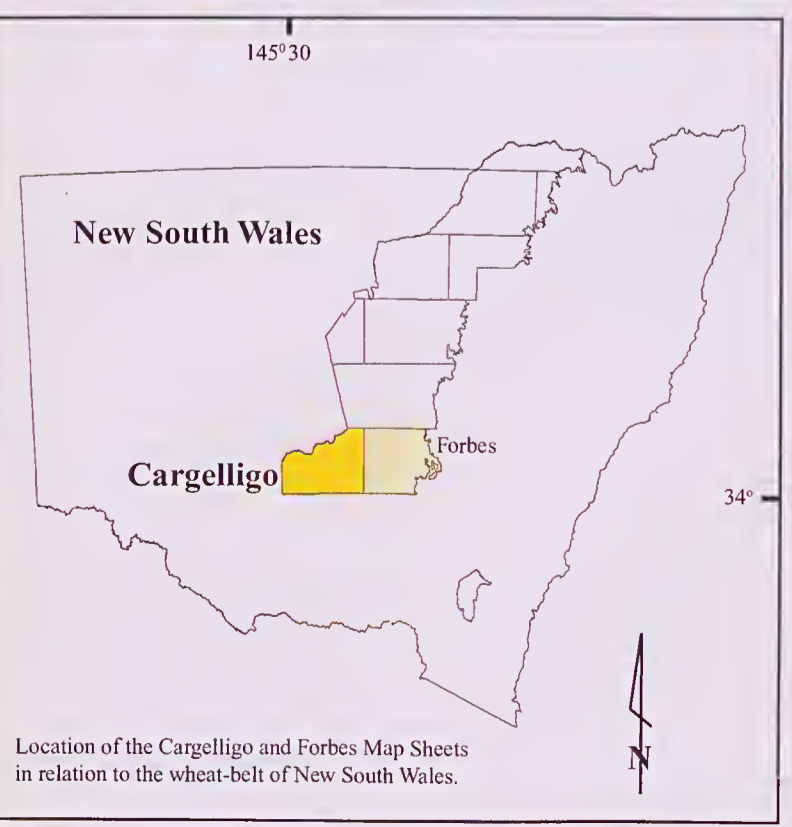 145°30
New South Wales
Forbes
Cargelligo
34°
Location of the Cargelligo and Forbes Map Sheets
in relation to the wheat-belt of New South Wales.
N